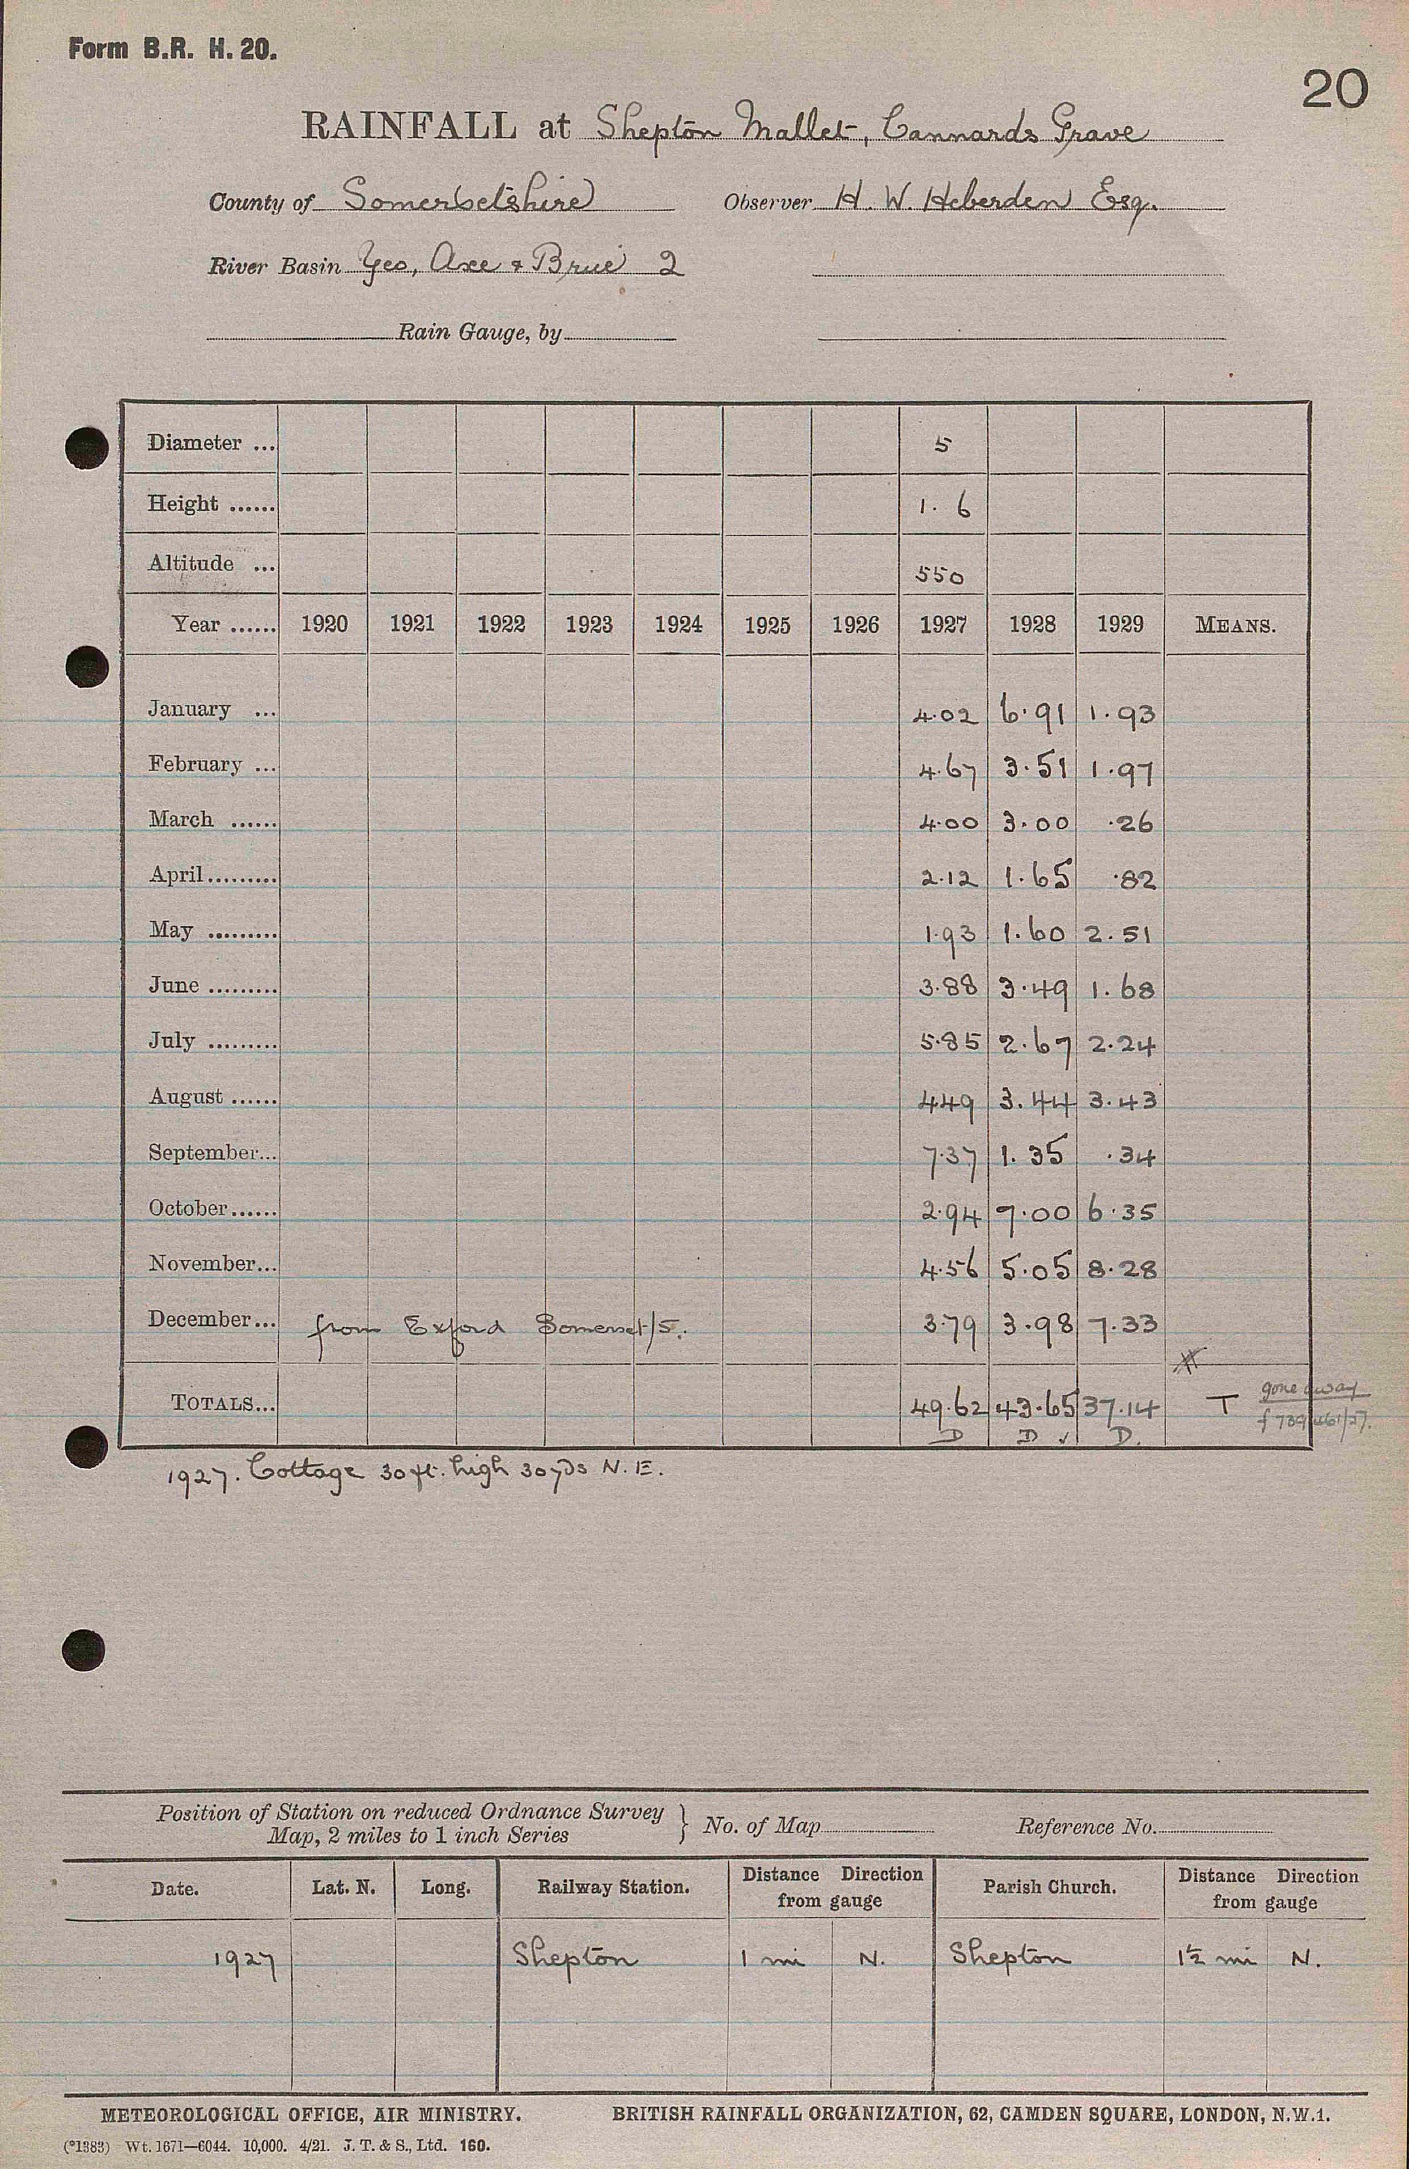 Form B.R. H. 20.
20
RAINFALL at Shepton Mallet, Cannards Grave
County of Somersetshire Observer H. W. Heberden Esq.
River Basin Yeo, Axe & Brue 2
Rain Gauge, by
Diameter ... 5
Height ...... 1. 6
Altitude ... 550
Year ...... 1920 1921 1922 1923 1924 1925 1926 1927 1928 1929 MEANS.
January ... 4.02 6.91 1.93
February ... 4.67 3.51 1.97
March ...... 4.00 3.00 .26
April......... 2.12 1.65 .82
May ......... 1.93 1.60 2.51
June ......... 3.88 3.49 1.68
July ......... 5.85 2.67 2.24
August ...... 4.49 3.44 3.43
September... 7.37 1.35 .34
October...... 2.94 7.00 6.35
November... 4.56 5.05 8.28
December... from Exford Somerset/5. 3.79 3.98 7.33
TOTALS... 49.62 43.65 37.14 T gone away
D D ✓ D.
1927. Cottage 30 ft. high 30 yds N.E.
Position of Station on reduced Ordnance Survey
Map, 2 miles to 1 inch Series } No. of Map Reference No.
Date. Lat. N. Long. Railway Station. Distance Direction from gauge Parish Church. Distance Direction from gauge
1927 Shepton 1 mi N. Shepton 1½ mi N.
METEOROLOGICAL OFFICE, AIR MINISTRY. BRITISH RAINFALL ORGANIZATION, 62, CAMDEN SQUARE, LONDON, N.W.1.
(*1383) Wt. 1671—6044. 10,000. 4/21. J. T. & S., Ltd. 160.